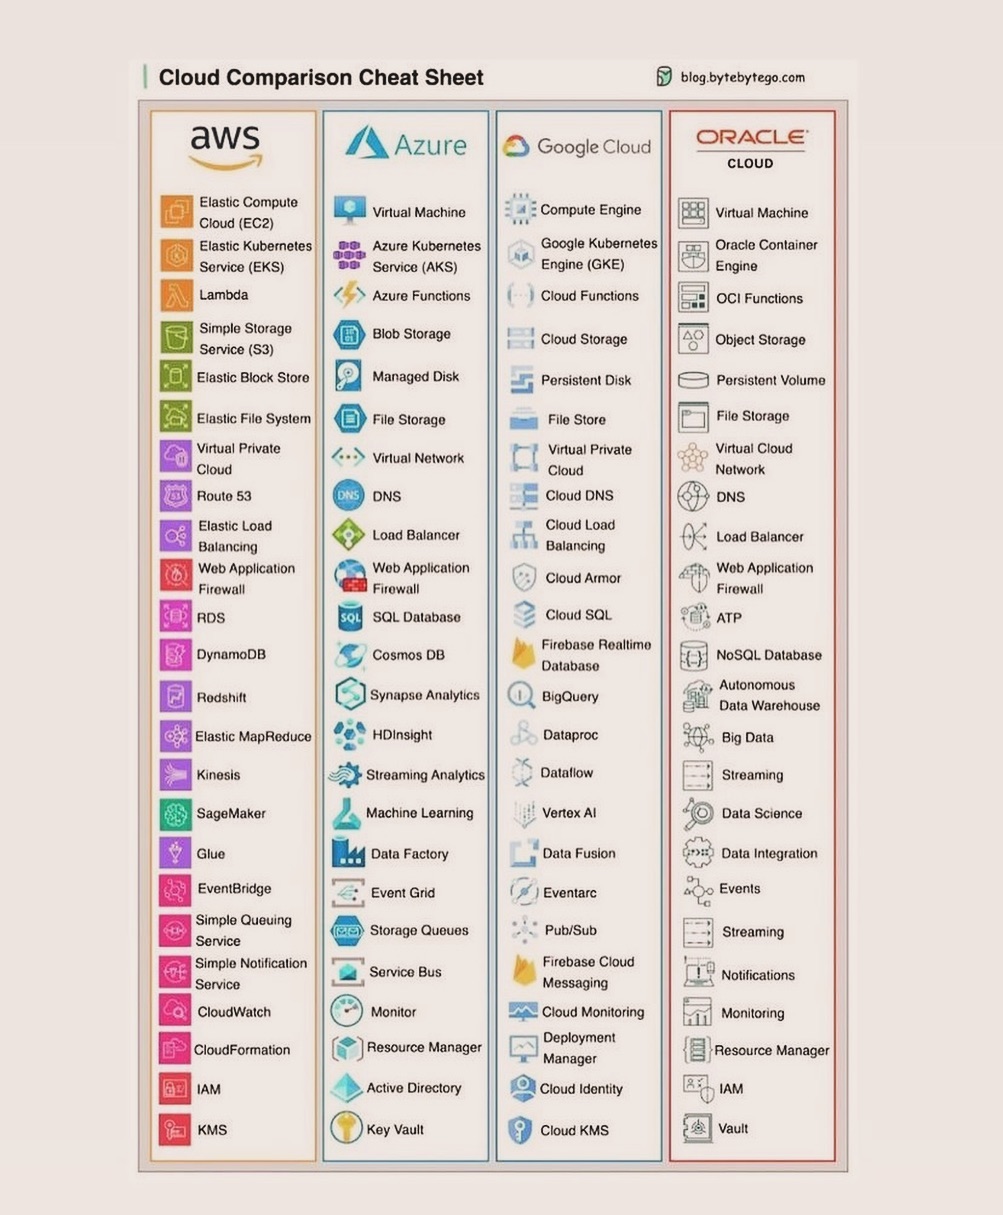 Cloud Comparison Cheat Sheet
blog.bytebytego.com
aws
Azure
Google Cloud
ORACLE
CLOUD
Elastic Compute
Cloud (EC2)
Virtual Machine
Compute Engine
Virtual Machine
Elastic Kubernetes
Service (EKS)
Azure Kubernetes
Service (AKS)
Google Kubernetes
Engine (GKE)
Oracle Container
Engine
Lambda
Azure Functions
Cloud Functions
OCI Functions
Simple Storage
Service (S3)
Blob Storage
Cloud Storage
Object Storage
Elastic Block Store
Managed Disk
Persistent Disk
Persistent Volume
Elastic File System
File Storage
File Store
File Storage
Virtual Private
Cloud
Virtual Network
Virtual Private
Cloud
Virtual Cloud
Network
53
Route 53
DNS
DNS
Cloud DNS
DNS
Elastic Load
Balancing
Load Balancer
Cloud Load
Balancing
Load Balancer
Web Application
Firewall
Web Application
Firewall
Cloud Armor
Web Application
Firewall
RDS
SQL
SQL Database
Cloud SQL
ATP
DynamoDB
Cosmos DB
Firebase Realtime
Database
NoSQL Database
Redshift
Synapse Analytics
BigQuery
Autonomous
Data Warehouse
Elastic MapReduce
HDInsight
Dataproc
Big Data
Kinesis
Streaming Analytics
Dataflow
Streaming
SageMaker
Machine Learning
Vertex AI
Data Science
Glue
Data Factory
Data Fusion
Data Integration
EventBridge
Event Grid
Eventarc
Events
Simple Queuing
Service
Storage Queues
Pub/Sub
Streaming
Simple Notification
Service
Service Bus
Firebase Cloud
Messaging
Notifications
CloudWatch
Monitor
Cloud Monitoring
Monitoring
CloudFormation
Resource Manager
Deployment
Manager
Resource Manager
IAM
Active Directory
Cloud Identity
IAM
KMS
Key Vault
Cloud KMS
Vault